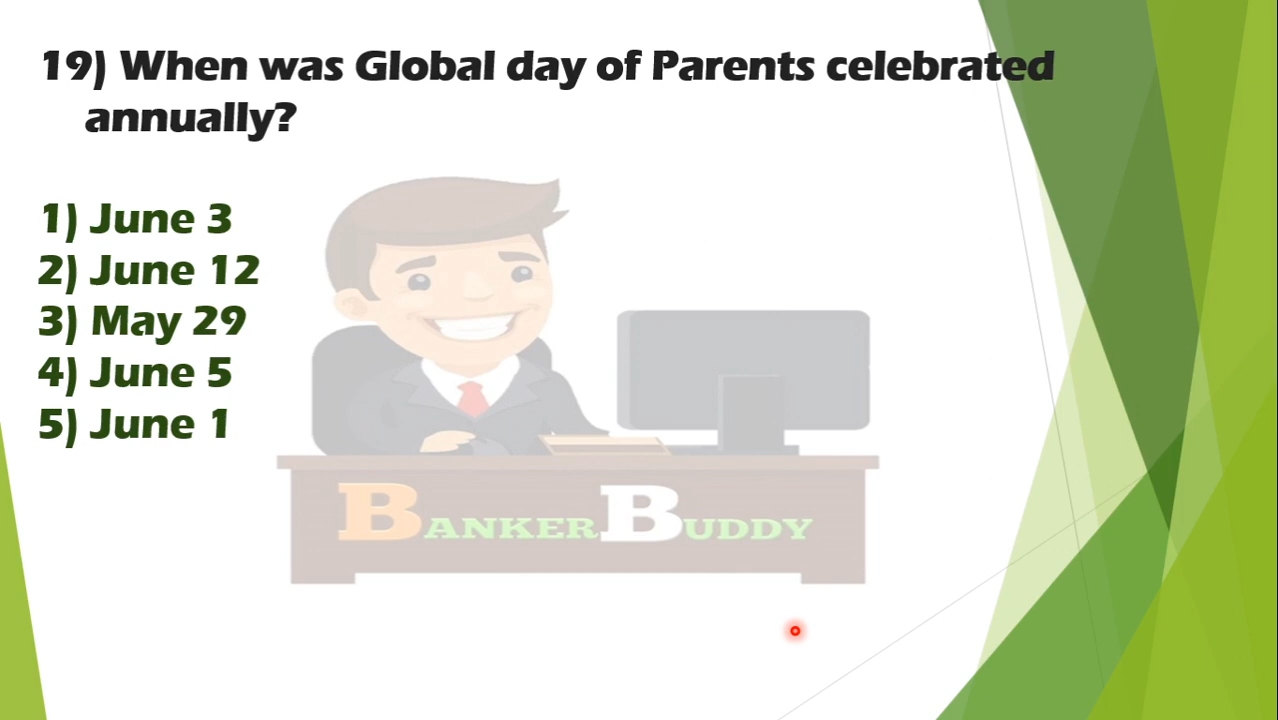 19) When was Global day of Parents celebrated
annually?
1) June 3
2) June 12
3) May 29
4) June 5
5) June 1
BANKERBUDDY